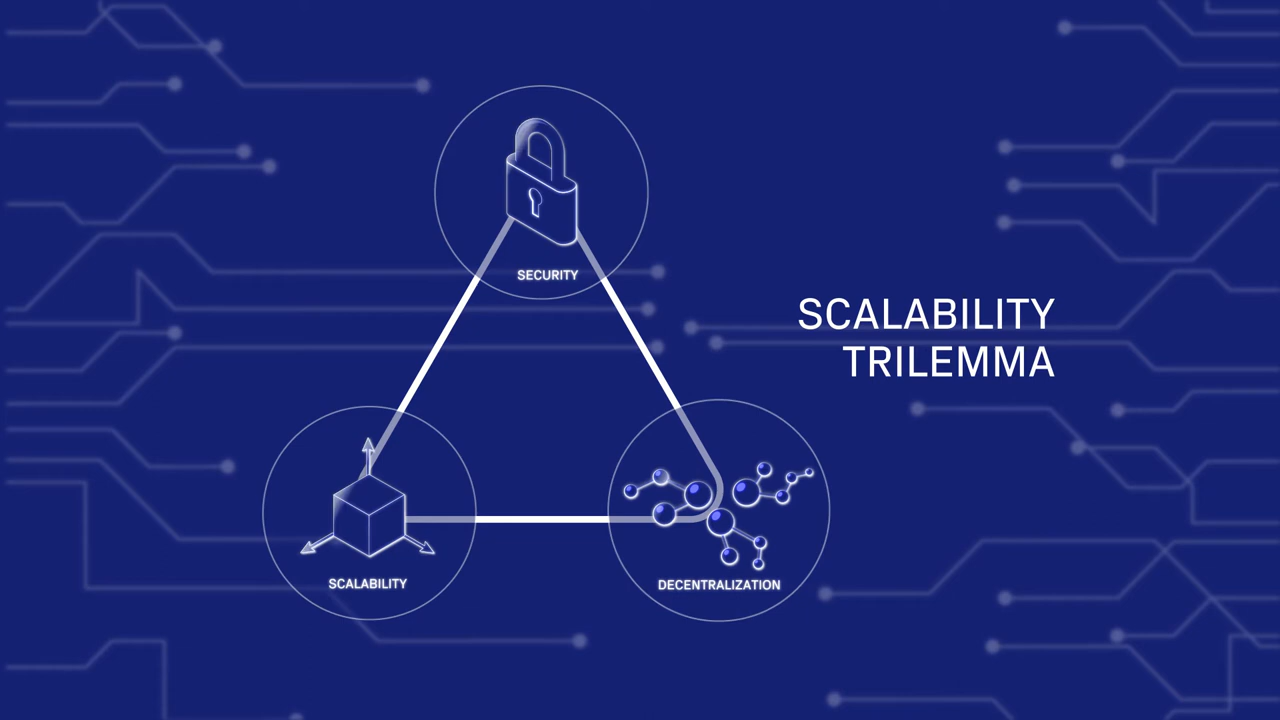 SECURITY
SCALABILITY
TRILEMMA
SCALABILITY
DECENTRALIZATION